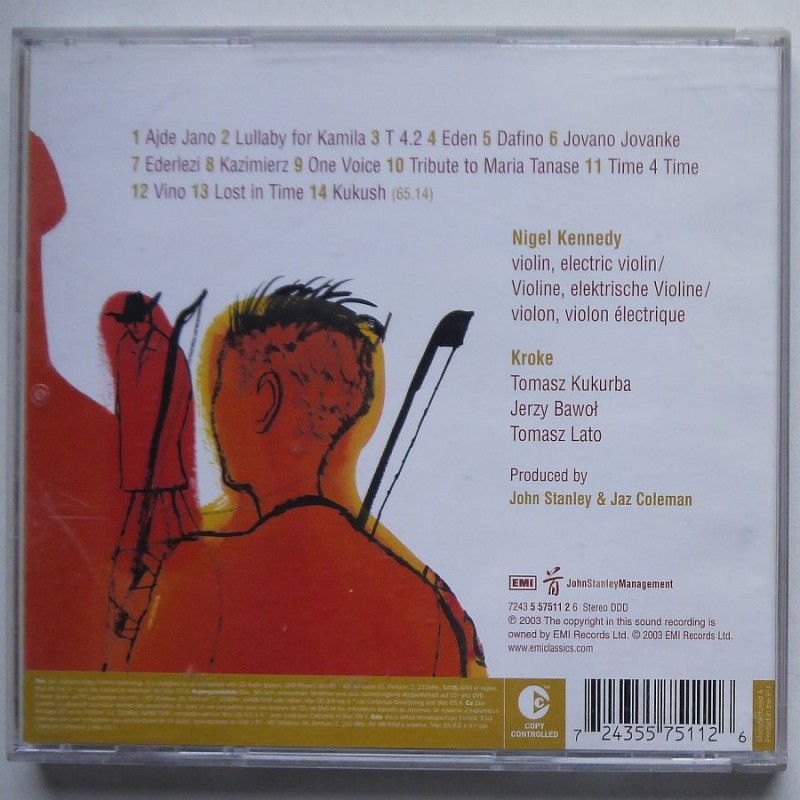 1 Ajde Jano 2 Lullaby for Kamila 3 T 4.2 4 Eden 5 Dafino 6 Jovano Jovanke
7 Ederlezi 8 Kazimierz 9 One Voice 10 Tribute to Maria Tanase 11 Time 4 Time
12 Vino 13 Lost in Time 14 Kukush (65.14)
Nigel Kennedy
violin, electric violin/
Violine, elektrische Violine/
violon, violon électrique
Kroke
Tomasz Kukurba
Jerzy Bawoł
Tomasz Lato
Produced by
John Stanley & Jaz Coleman
EMI JohnStanleyManagement
7243 5 57511 2 6 Stereo DDD
℗ 2003 The copyright in this sound recording is
owned by EMI Records Ltd. © 2003 EMI Records Ltd.
www.emiclassics.com
COPY
CONTROLLED
7 24355 75112 6